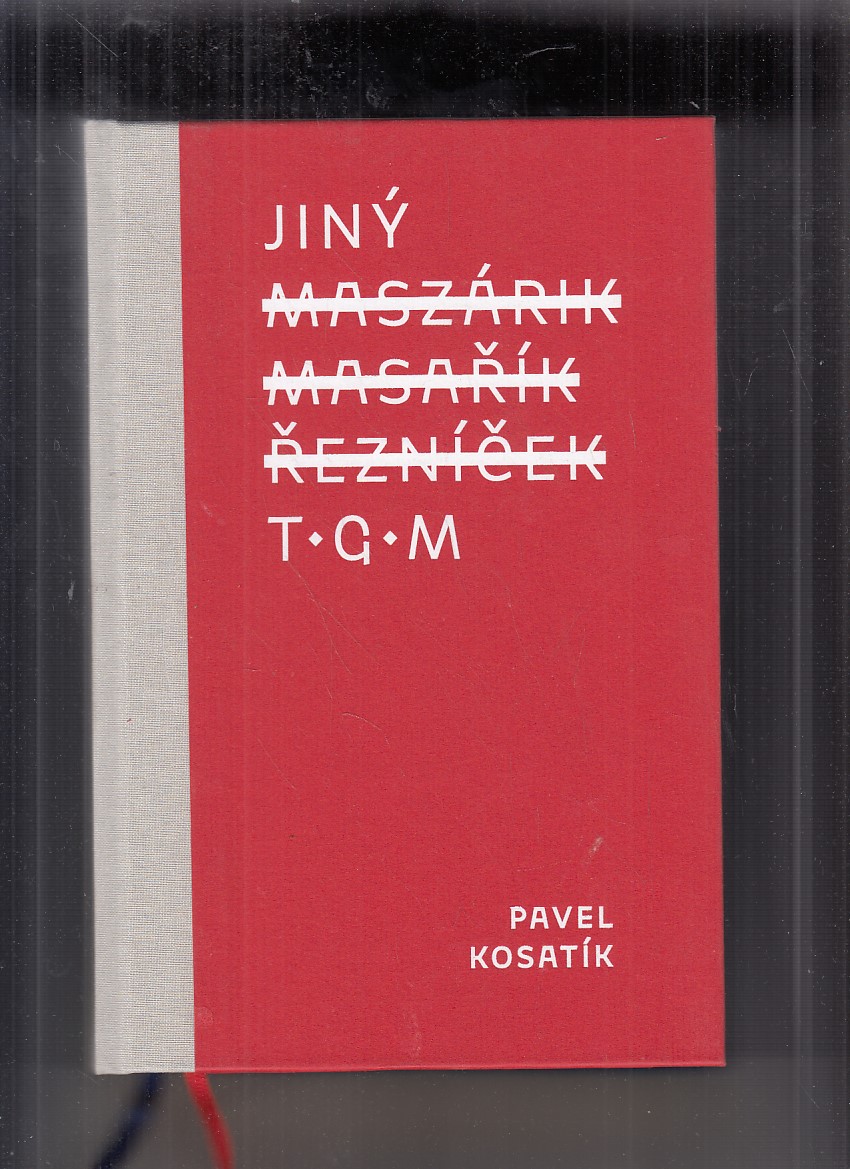 JINÝ
MASZÁRIK
MASAŘÍK
ŘEZNÍČEK
T·G·M
PAVEL
KOSATÍK